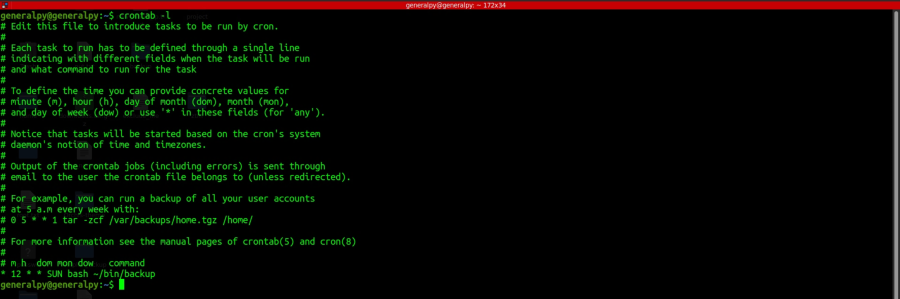 generalpy@generalpy: ~ 172x34
generalpy@generalpy:~$ crontab -l
# Edit this file to introduce tasks to be run by cron.
#
# Each task to run has to be defined through a single line
# indicating with different fields when the task will be run
# and what command to run for the task
#
# To define the time you can provide concrete values for
# minute (m), hour (h), day of month (dom), month (mon),
# and day of week (dow) or use '*' in these fields (for 'any').
#
# Notice that tasks will be started based on the cron's system
# daemon's notion of time and timezones.
#
# Output of the crontab jobs (including errors) is sent through
# email to the user the crontab file belongs to (unless redirected).
#
# For example, you can run a backup of all your user accounts
# at 5 a.m every week with:
# 0 5 * * 1 tar -zcf /var/backups/home.tgz /home/
#
# For more information see the manual pages of crontab(5) and cron(8)
#
# m h  dom mon dow   command
* 12 * * SUN bash ~/bin/backup
generalpy@generalpy:~$